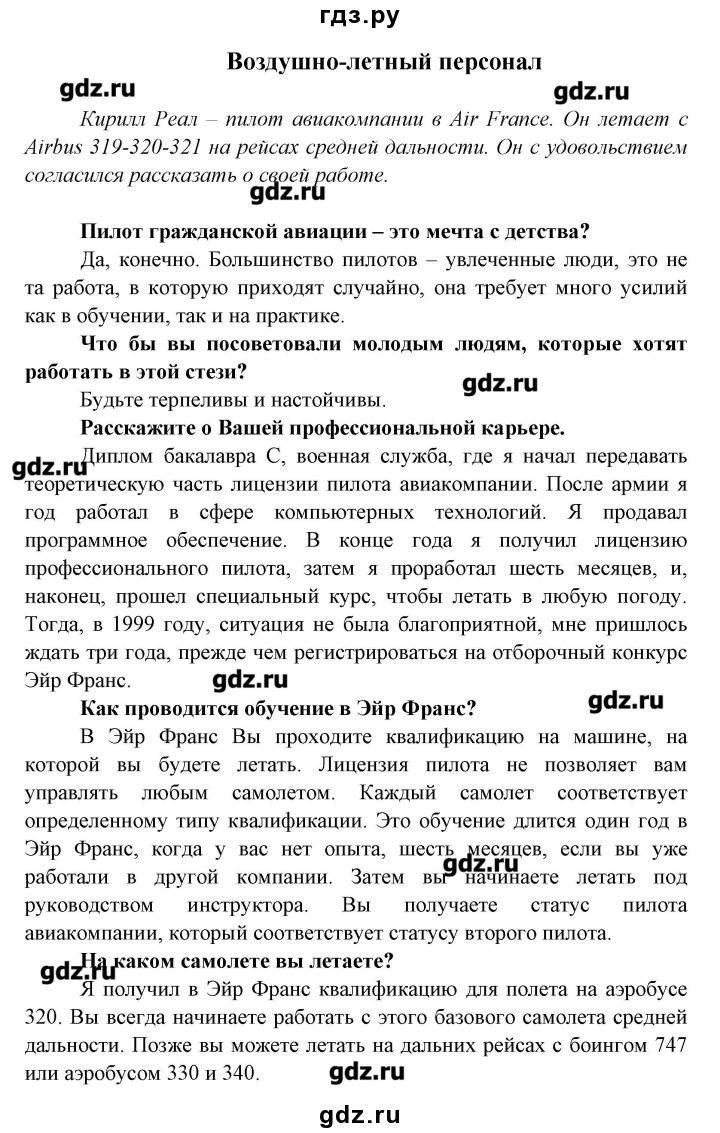 гдз.ру
Воздушно-летный персонал
gdz.ru
gdz.ru
Кирилл Реал – пилот авиакомпании в Air France. Он летает с
Airbus 319-320-321 на рейсах средней дальности. Он с удовольствием
согласился рассказать о своей работе.
gdz.ru
Пилот гражданской авиации – это мечта с детства?
Да, конечно. Большинство пилотов – увлеченные люди, это не
та работа, в которую приходят случайно, она требует много усилий
как в обучении, так и на практике.
Что бы вы посоветовали молодым людям, которые хотят
работать в этой стези?
gdz.ru
Будьте терпеливы и настойчивы.
Расскажите о Вашей профессиональной карьере.
gdz.ru
Диплом бакалавра С, военная служба, где я начал передавать
теоретическую часть лицензии пилота авиакомпании. После армии я
год работал в сфере компьютерных технологий. Я продавал
программное обеспечение. В конце года я получил лицензию
профессионального пилота, затем я проработал шесть месяцев, и,
наконец, прошел специальный курс, чтобы летать в любую погоду.
Тогда, в 1999 году, ситуация не была благоприятной, мне пришлось
ждать три года, прежде чем регистрироваться на отборочный конкурс
Эйр Франс.
gdz.ru
gdz.ru
Как проводится обучение в Эйр Франс?
В Эйр Франс Вы проходите квалификацию на машине, на
которой вы будете летать. Лицензия пилота не позволяет вам
управлять любым самолетом. Каждый самолет соответствует
определенному типу квалификации. Это обучение длится один год в
Эйр Франс, когда у вас нет опыта, шесть месяцев, если вы уже
работали в другой компании. Затем вы начинаете летать под
gdz.ru
руководством инструктора. Вы получаете статус пилота
авиакомпании, который соответствует статусу второго пилота.
На каком самолете вы летаете?
gdz.ru
Я получил в Эйр Франс квалификацию для полета на аэробусе
320. Вы всегда начинаете работать с этого базового самолета средней
дальности. Позже вы можете летать на дальних рейсах с боингом 747
или аэробусом 330 и 340.
gdz.ru
gdz.ru